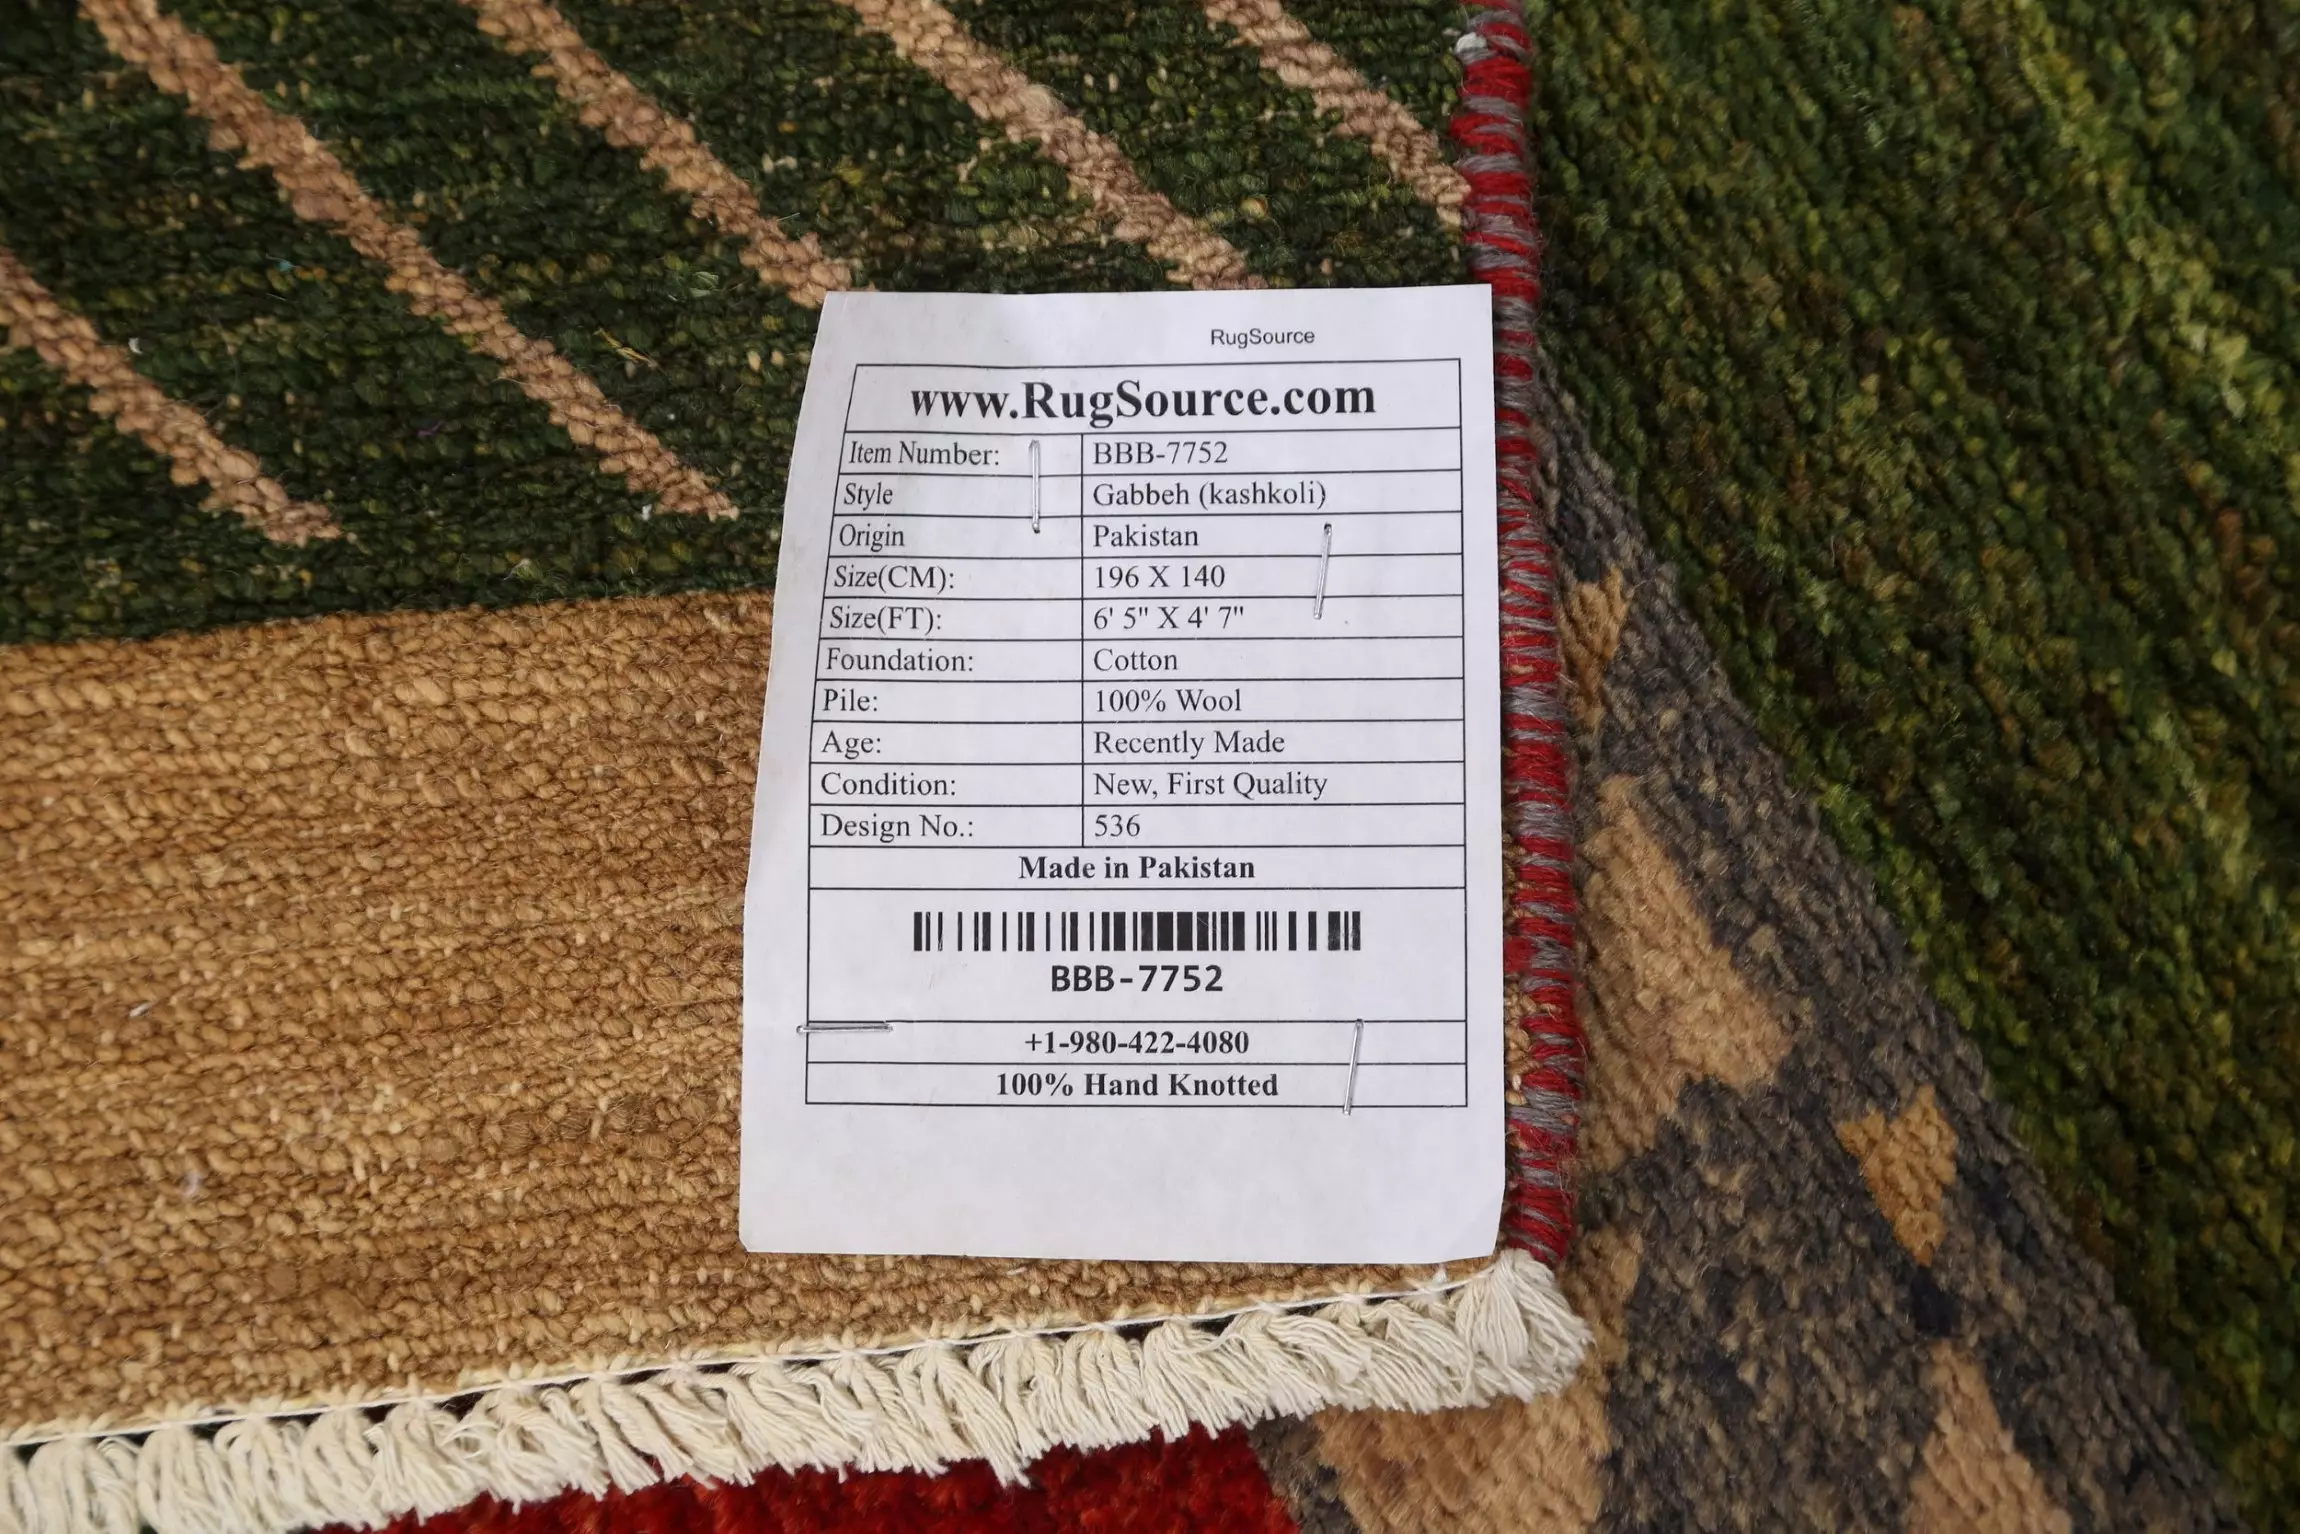 RugSource
www.RugSource.com
Item Number: BBB-7752
Style Gabbeh (kashkoli)
Origin Pakistan
Size(CM): 196 X 140
Size(FT): 6' 5" X 4' 7"
Foundation: Cotton
Pile: 100% Wool
Age: Recently Made
Condition: New, First Quality
Design No.: 536
Made in Pakistan
BBB-7752
+1-980-422-4080
100% Hand Knotted